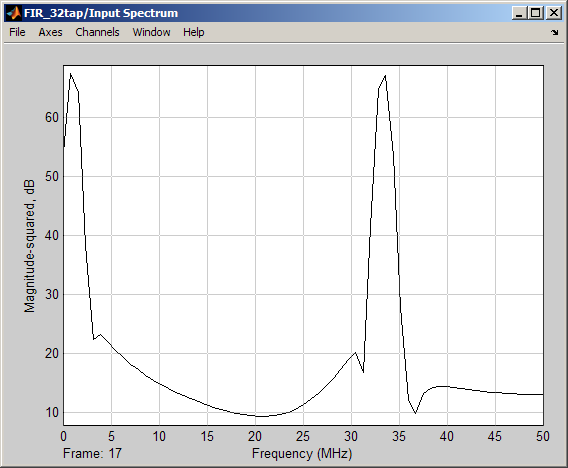 FIR_32tap/Input Spectrum
File Axes Channels Window Help
Magnitude-squared, dB
60
50
40
30
20
10
0 5 10 15 20 25 30 35 40 45 50
Frame: 17 Frequency (MHz)